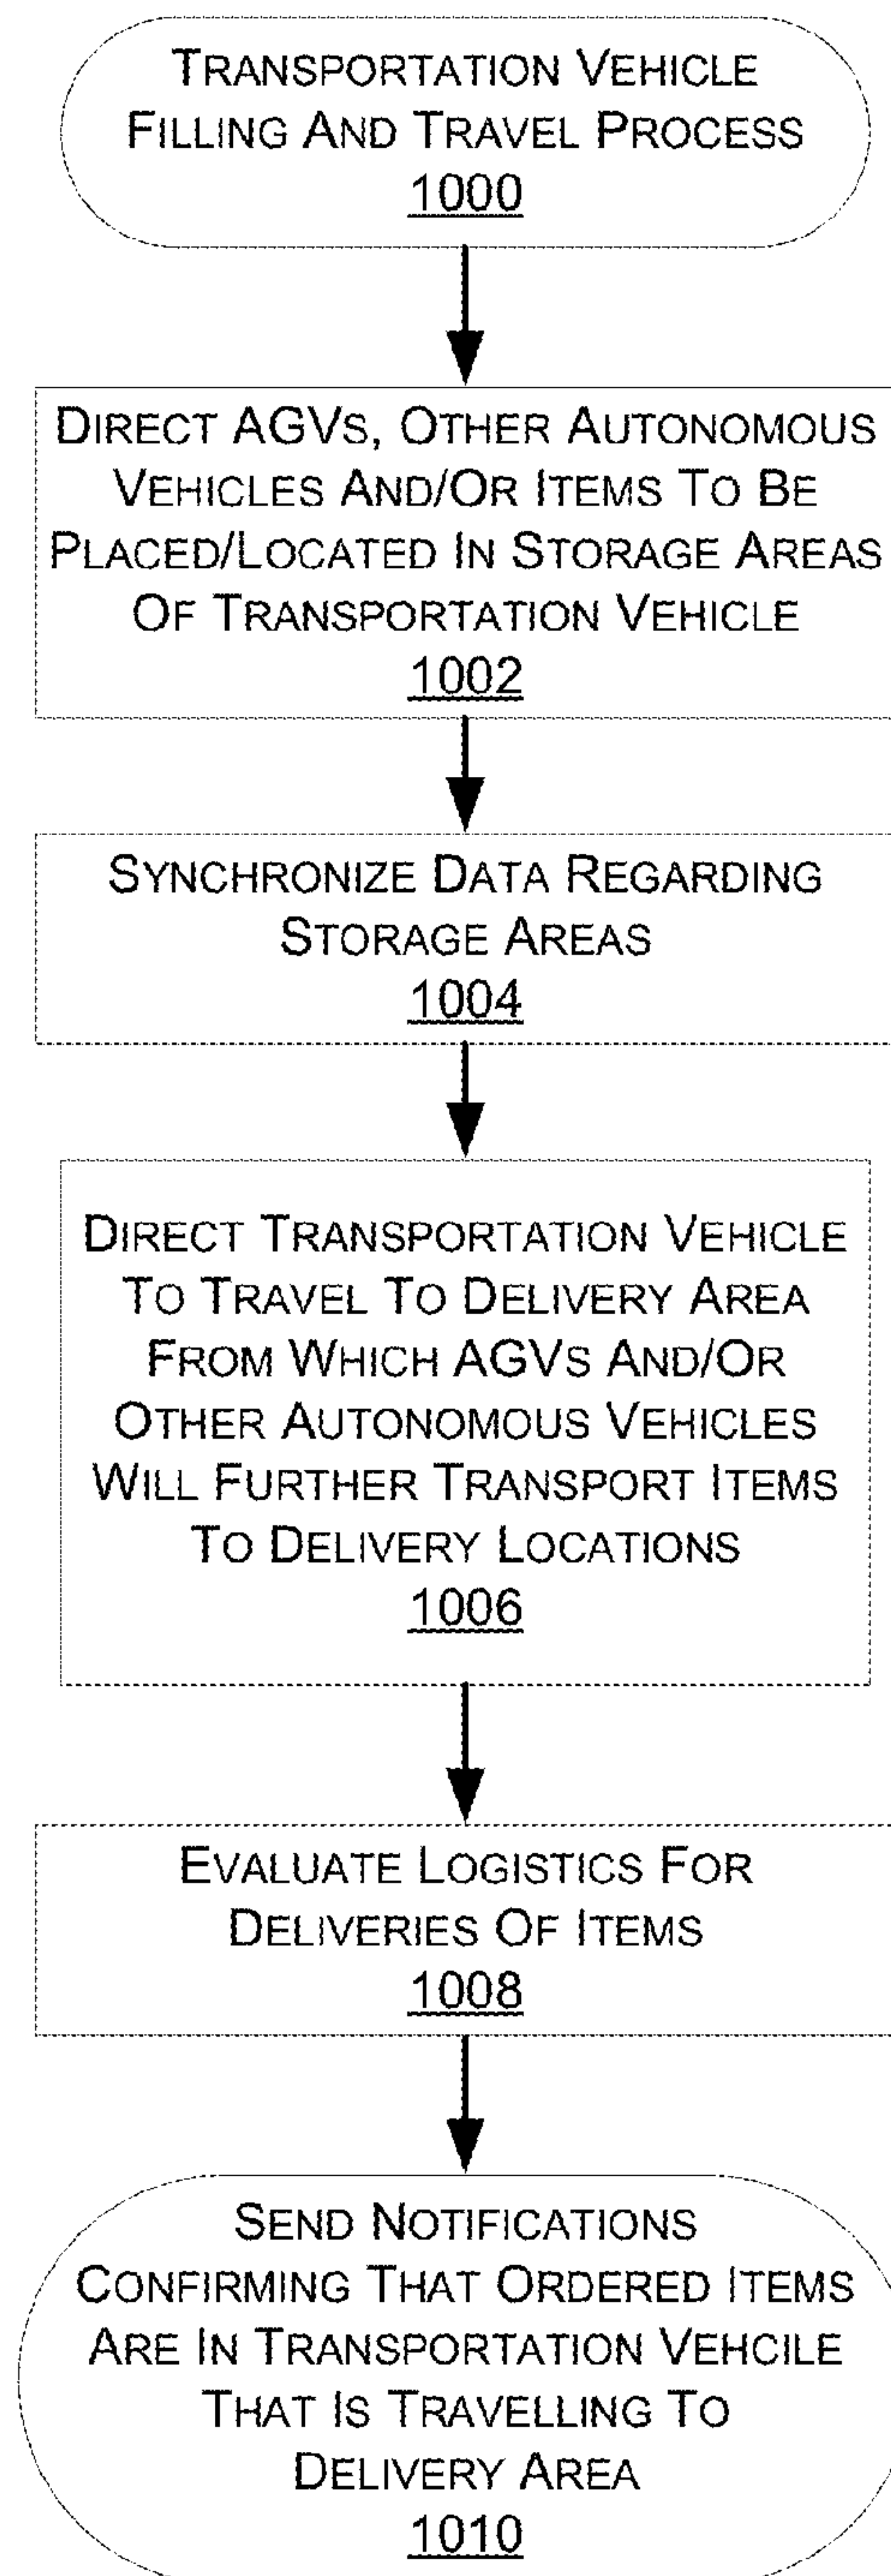 TRANSPORTATION VEHICLE
FILLING AND TRAVEL PROCESS
1000
DIRECT AGVS, OTHER AUTONOMOUS
VEHICLES AND/OR ITEMS TO BE
PLACED/LOCATED IN STORAGE AREAS
OF TRANSPORTATION VEHICLE
1002
SYNCHRONIZE DATA REGARDING
STORAGE AREAS
1004
DIRECT TRANSPORTATION VEHICLE
TO TRAVEL TO DELIVERY AREA
FROM WHICH AGVS AND/OR
OTHER AUTONOMOUS VEHICLES
WILL FURTHER TRANSPORT ITEMS
TO DELIVERY LOCATIONS
1006
EVALUATE LOGISTICS FOR
DELIVERIES OF ITEMS
1008
SEND NOTIFICATIONS
CONFIRMING THAT ORDERED ITEMS
ARE IN TRANSPORTATION VEHCILE
THAT IS TRAVELLING TO
DELIVERY AREA
1010